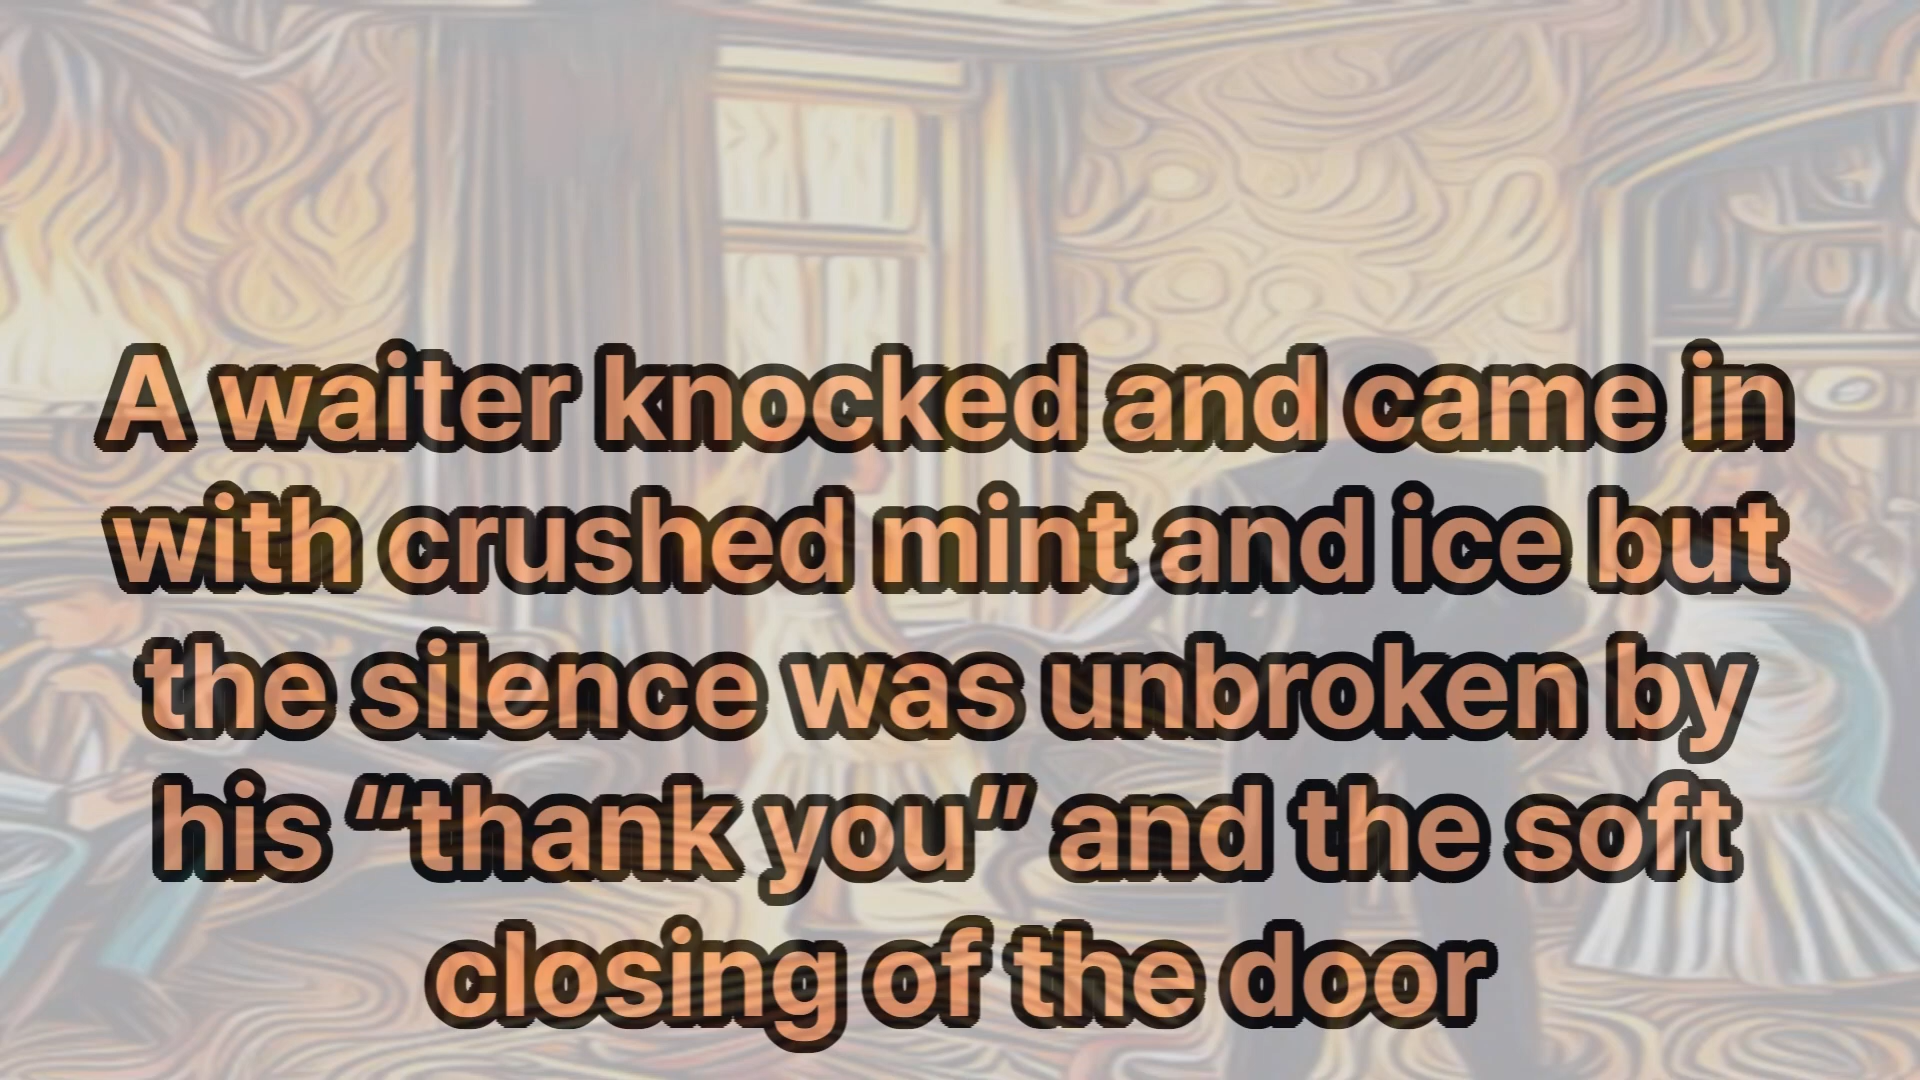 A waiter knocked and came in
with crushed mint and ice but
the silence was unbroken by
his “thank you” and the soft
closing of the door